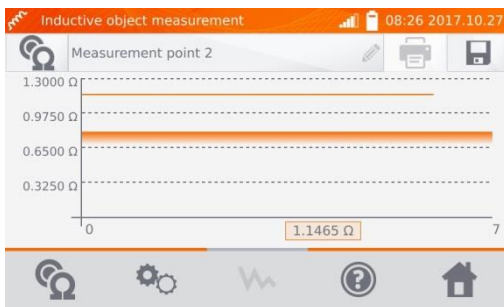 Inductive object measurement 08:26 2017.10.27
Measurement point 2
1.3000 Ω
0.9750 Ω
0.6500 Ω
0.3250 Ω
0 1.1465 Ω 7